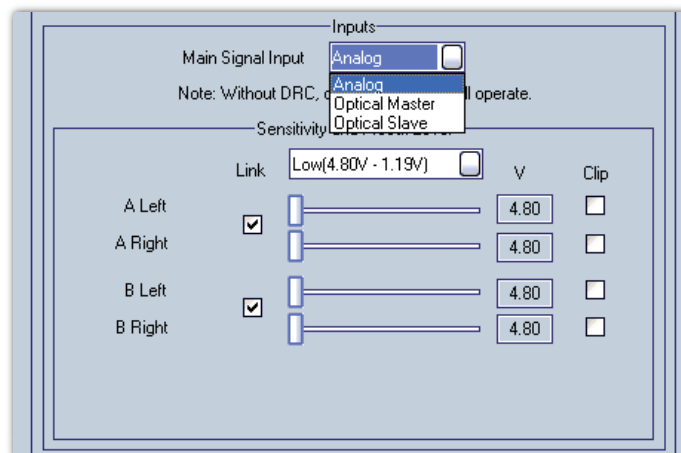 Inputs
Main Signal Input Analog
Analog
Note: Without DRC, ll operate.
Optical Master
Optical Slave
Sensitivity
Link Low(4.80V - 1.19V) V Clip
A Left 4.80
A Right 4.80
B Left 4.80
B Right 4.80